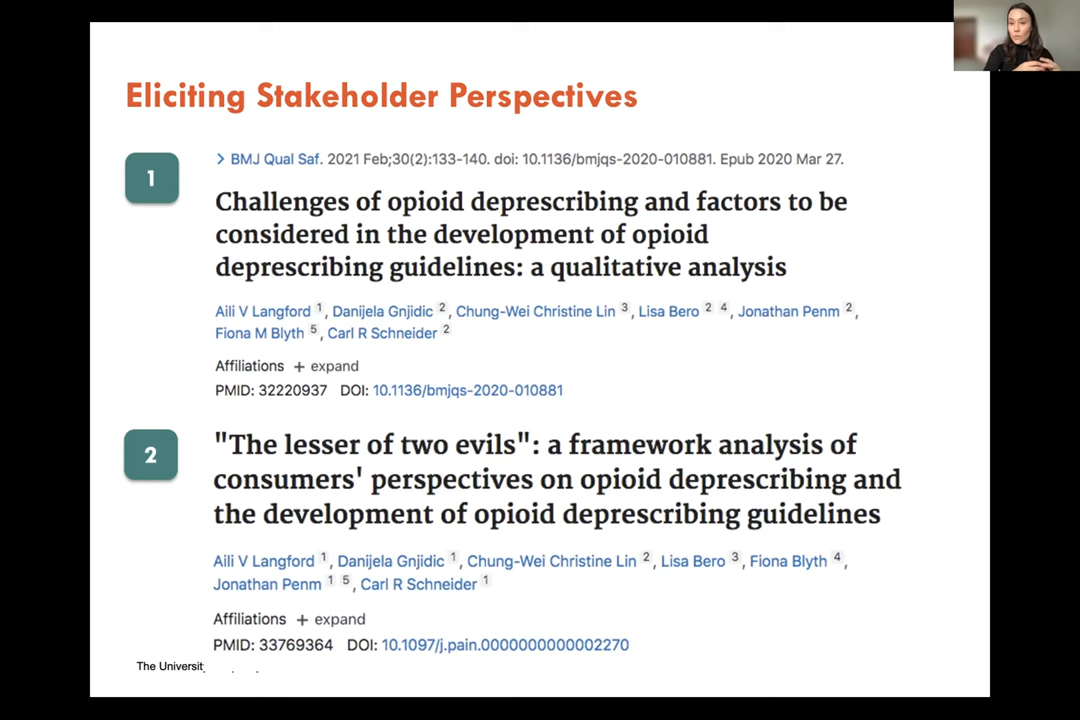 Eliciting Stakeholder Perspectives
1
> BMJ Qual Saf. 2021 Feb;30(2):133-140. doi: 10.1136/bmjqs-2020-010881. Epub 2020 Mar 27.
Challenges of opioid deprescribing and factors to be
considered in the development of opioid
deprescribing guidelines: a qualitative analysis
Aili V Langford 1, Danijela Gnjidic 2, Chung-Wei Christine Lin 3, Lisa Bero 2 4, Jonathan Penm 2,
Fiona M Blyth 5, Carl R Schneider 2
Affiliations + expand
PMID: 32220937 DOI: 10.1136/bmjqs-2020-010881
2
"The lesser of two evils": a framework analysis of
consumers' perspectives on opioid deprescribing and
the development of opioid deprescribing guidelines
Aili V Langford 1, Danijela Gnjidic 1, Chung-Wei Christine Lin 2, Lisa Bero 3, Fiona Blyth 4,
Jonathan Penm 1 5, Carl R Schneider 1
Affiliations + expand
PMID: 33769364 DOI: 10.1097/j.pain.0000000000002270
The Universit